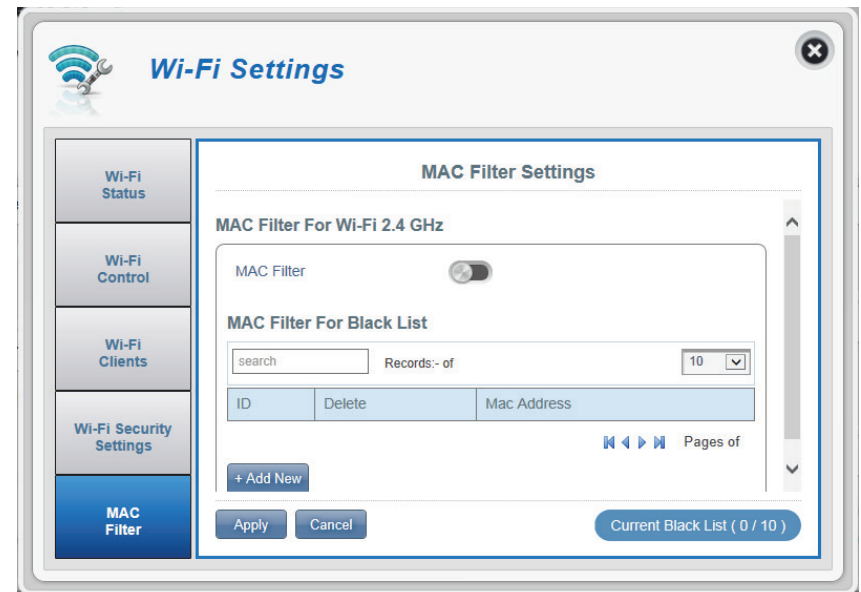 Wi-Fi Settings
Wi-Fi
Status
Wi-Fi
Control
Wi-Fi
Clients
Wi-Fi Security
Settings
MAC
Filter
MAC Filter Settings
MAC Filter For Wi-Fi 2.4 GHz
MAC Filter
MAC Filter For Black List
search Records:- of 10
ID Delete Mac Address
Pages of
+ Add New
Apply Cancel Current Black List ( 0 / 10 )